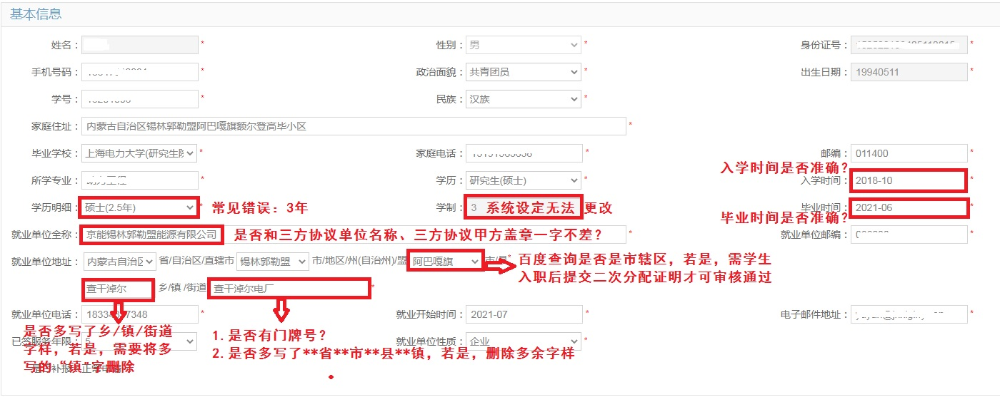 基本信息
姓名： * 性别： 男 * 身份证号： *
手机号码： * 政治面貌： 共青团员 * 出生日期： 19940511 *
学号： * 民族： 汉族 *
家庭住址： 内蒙古自治区锡林郭勒盟阿巴嘎旗额尔登高毕小区 *
毕业学校： 上海电力大学(研究生院 * 家庭电话： * 邮编： 011400 *
入学时间是否准确？
所学专业： * 学历： 研究生(硕士) * 入学时间： 2018-10 *
学历明细： 硕士(2.5年) * 常见错误：3年 学制： 3 系统设定无法更改 毕业时间： 2021-06 *
毕业时间是否准确？
就业单位全称： 京能锡林郭勒盟能源有限公司 是否和三方协议单位名称、三方协议甲方盖章一字不差？ * 就业单位邮编： *
就业单位地址： 内蒙古自治区 省/自治区/直辖市 锡林郭勒盟 市/地区/州(自治州)/盟 阿巴嘎旗 市/县 *
百度查询是否是市辖区，若是，需学生
入职后提交二次分配证明才可审核通过
查干淖尔 乡/镇 /街道 查干淖尔电厂 *
就业单位电话： * 就业开始时间： 2021-07 * 电子邮件地址： *
是否多写了乡/镇/街道
字样，若是，需要将多
写的“镇”字删除
1.是否有门牌号？
2.是否多写了**省**市**县**镇，若是，删除多余字样
已签服务年限： 5 就业单位性质： 企业 *
是否补报： 正常申请